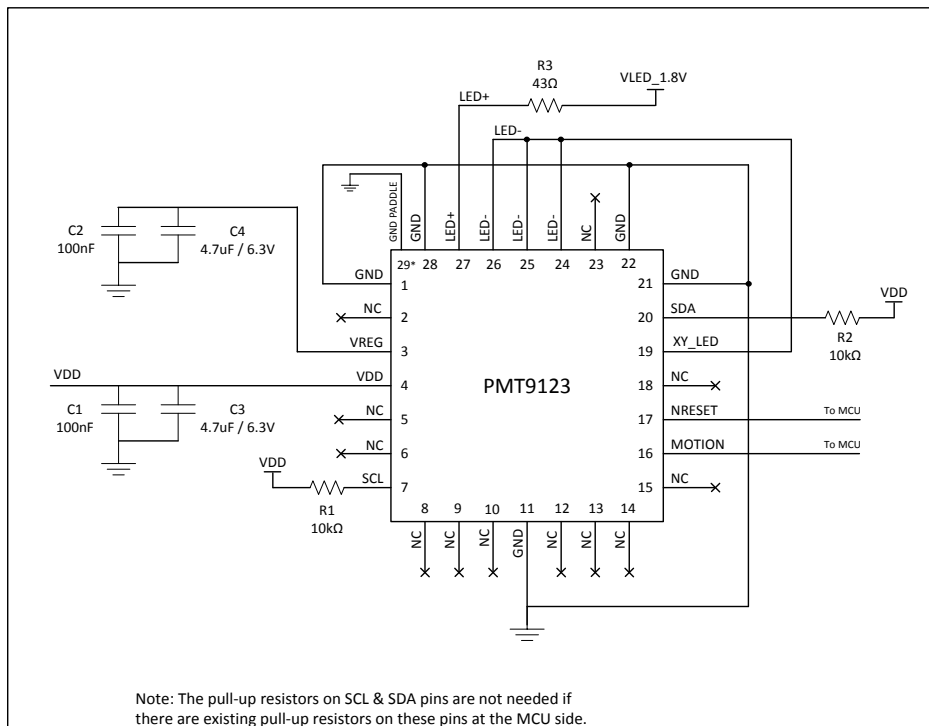 R3
43Ω
VLED_1.8V
LED+
LED-
C2
100nF
C4
4.7uF / 6.3V
GND PADDLE
GND
LED+
LED-
LED-
LED-
NC
GND
29*
28
27
26
25
24
23
22
GND
1
NC
2
VREG
3
VDD
VDD
4
NC
5
NC
6
SCL
7
C1
100nF
C3
4.7uF / 6.3V
VDD
R1
10kΩ
PMT9123
21
GND
20
SDA
VDD
R2
10kΩ
19
XY_LED
18
NC
17
NRESET
To MCU
16
MOTION
To MCU
15
NC
8
9
10
11
12
13
14
NC
NC
NC
GND
NC
NC
NC
Note: The pull-up resistors on SCL & SDA pins are not needed if
there are existing pull-up resistors on these pins at the MCU side.